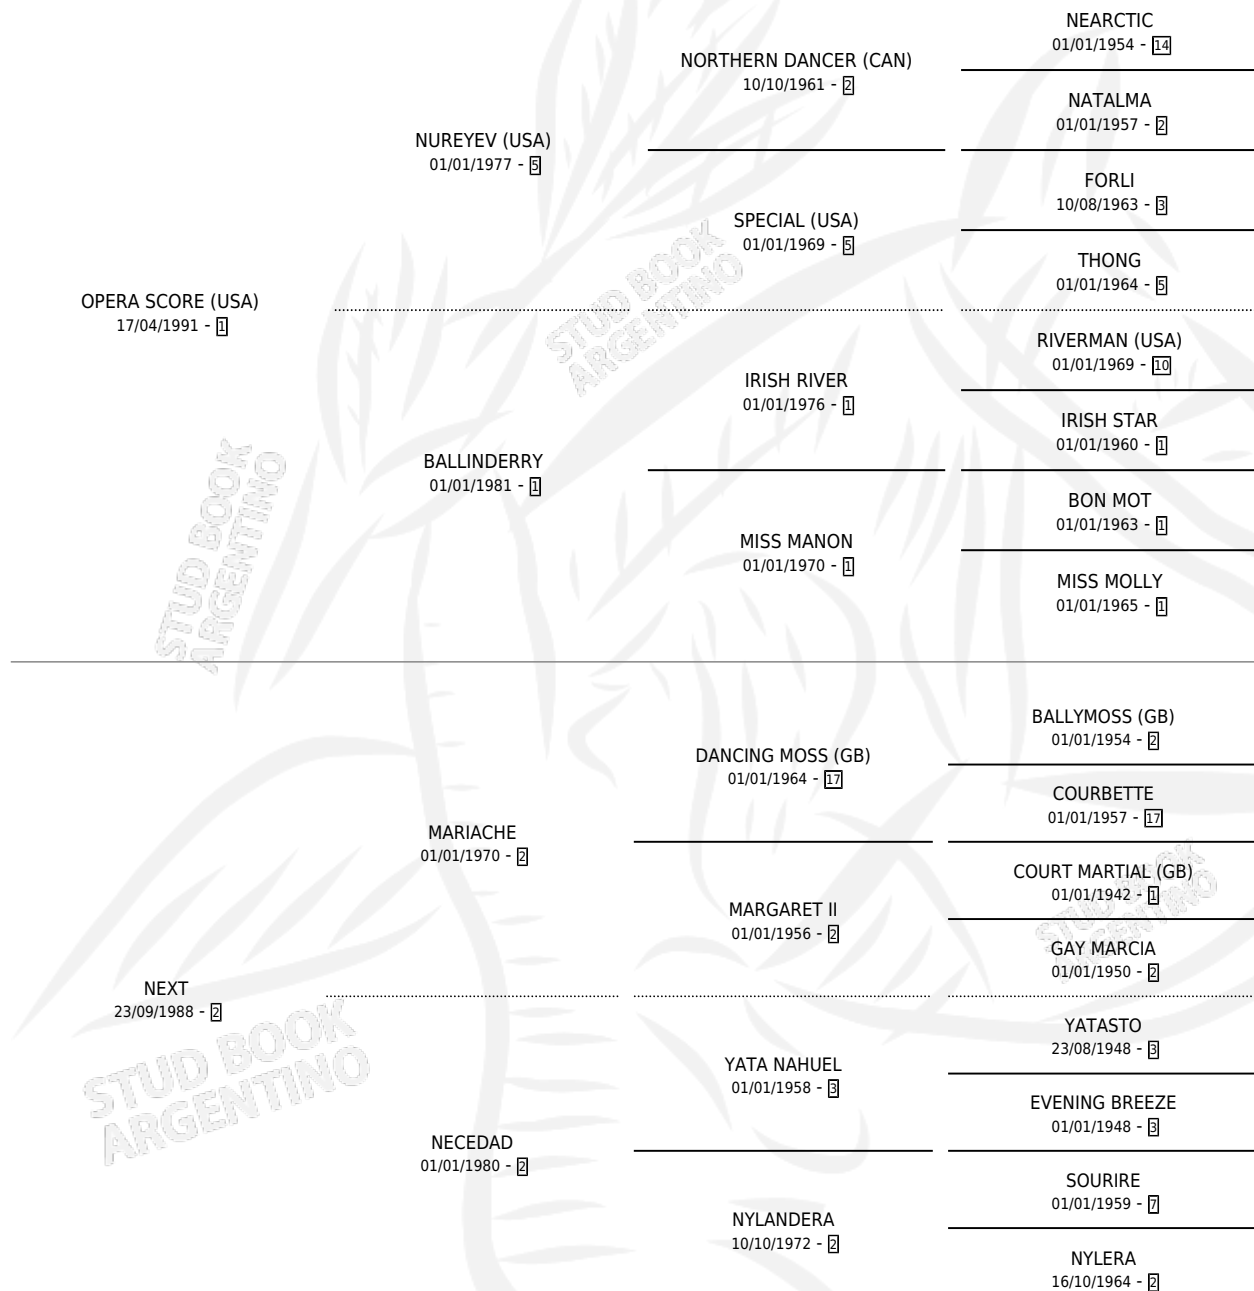 OPERA SCORE (USA)
17/04/1991 - 1
NUREYEV (USA)
01/01/1977 - 5
BALLINDERRY
01/01/1981 - 1
NORTHERN DANCER (CAN)
10/10/1961 - 2
SPECIAL (USA)
01/01/1969 - 5
IRISH RIVER
01/01/1976 - 1
MISS MANON
01/01/1970 - 1
NEARCTIC
01/01/1954 - 14
NATALMA
01/01/1957 - 2
FORLI
10/08/1963 - 3
THONG
01/01/1964 - 5
RIVERMAN (USA)
01/01/1969 - 10
IRISH STAR
01/01/1960 - 1
BON MOT
01/01/1963 - 1
MISS MOLLY
01/01/1965 - 1
NEXT
23/09/1988 - 2
MARIACHE
01/01/1970 - 2
NECEDAD
01/01/1980 - 2
DANCING MOSS (GB)
01/01/1964 - 17
MARGARET II
01/01/1956 - 2
YATA NAHUEL
01/01/1958 - 3
NYLANDERA
10/10/1972 - 2
BALLYMOSS (GB)
01/01/1954 - 2
COURBETTE
01/01/1957 - 17
COURT MARTIAL (GB)
01/01/1942 - 1
GAY MARCIA
01/01/1950 - 2
YATASTO
23/08/1948 - 3
EVENING BREEZE
01/01/1948 - 3
SOURIRE
01/01/1959 - 7
NYLERA
16/10/1964 - 2
STUD BOOK
ARGENTINO
STUD BOOK
ARGENTINO
STUD BOOK
ARGENTINO
STUD BOOK
ARGENTINO